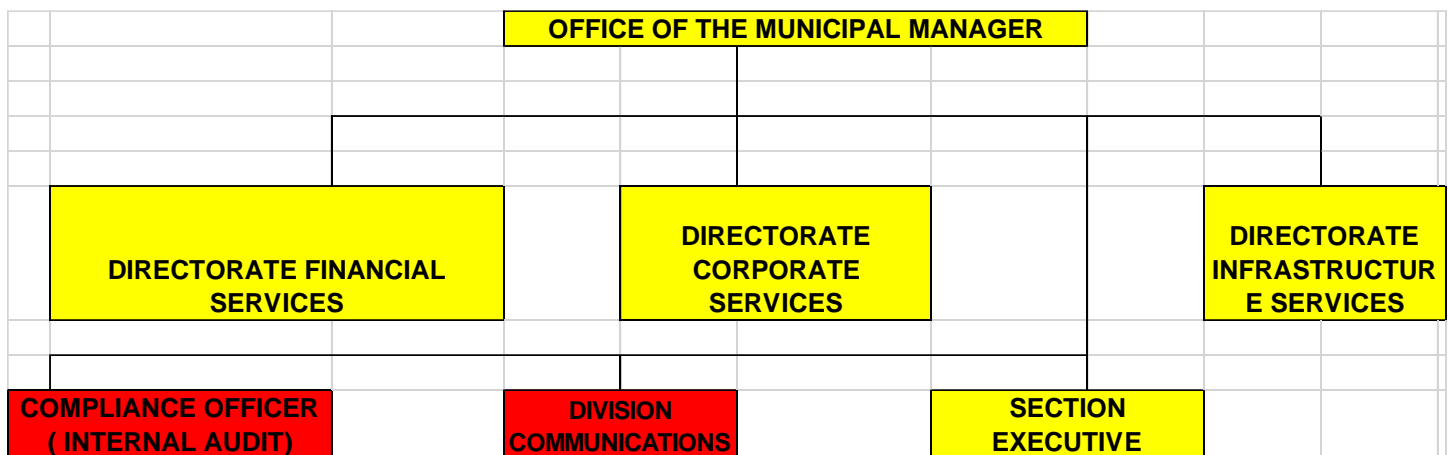 OFFICE OF THE MUNICIPAL MANAGER
DIRECTORATE FINANCIAL
SERVICES
DIRECTORATE
CORPORATE
SERVICES
DIRECTORATE
INFRASTRUCTUR
E SERVICES
COMPLIANCE OFFICER
( INTERNAL AUDIT)
DIVISION
COMMUNICATIONS
SECTION
EXECUTIVE